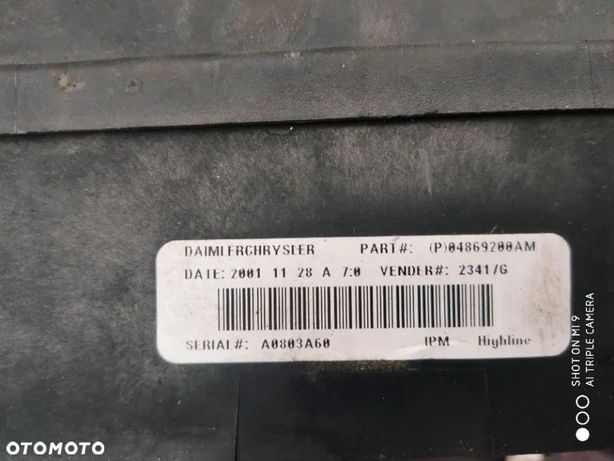 DAIMLERCHRYSLER PART#: (P)04869200AM
DATE: 2001 11 28 A 7:0 VENDER#: 23417G
SERIAL#: A0803A60 IPM Highline
SHOT ON MI 9
AI TRIPLE CAMERA
OTOMOTO